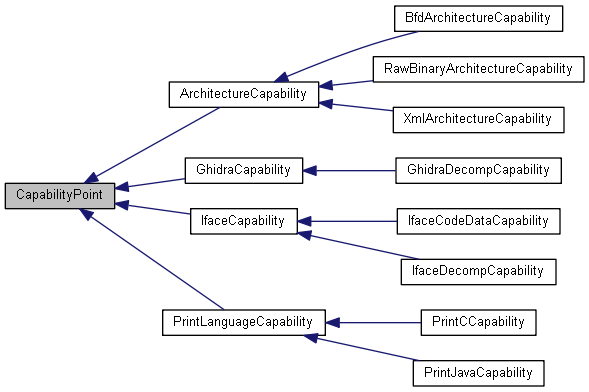 BfdArchitectureCapability
RawBinaryArchitectureCapability
ArchitectureCapability
XmlArchitectureCapability
GhidraCapability
GhidraDecompCapability
CapabilityPoint
IfaceCapability
IfaceCodeDataCapability
IfaceDecompCapability
PrintLanguageCapability
PrintCCapability
PrintJavaCapability